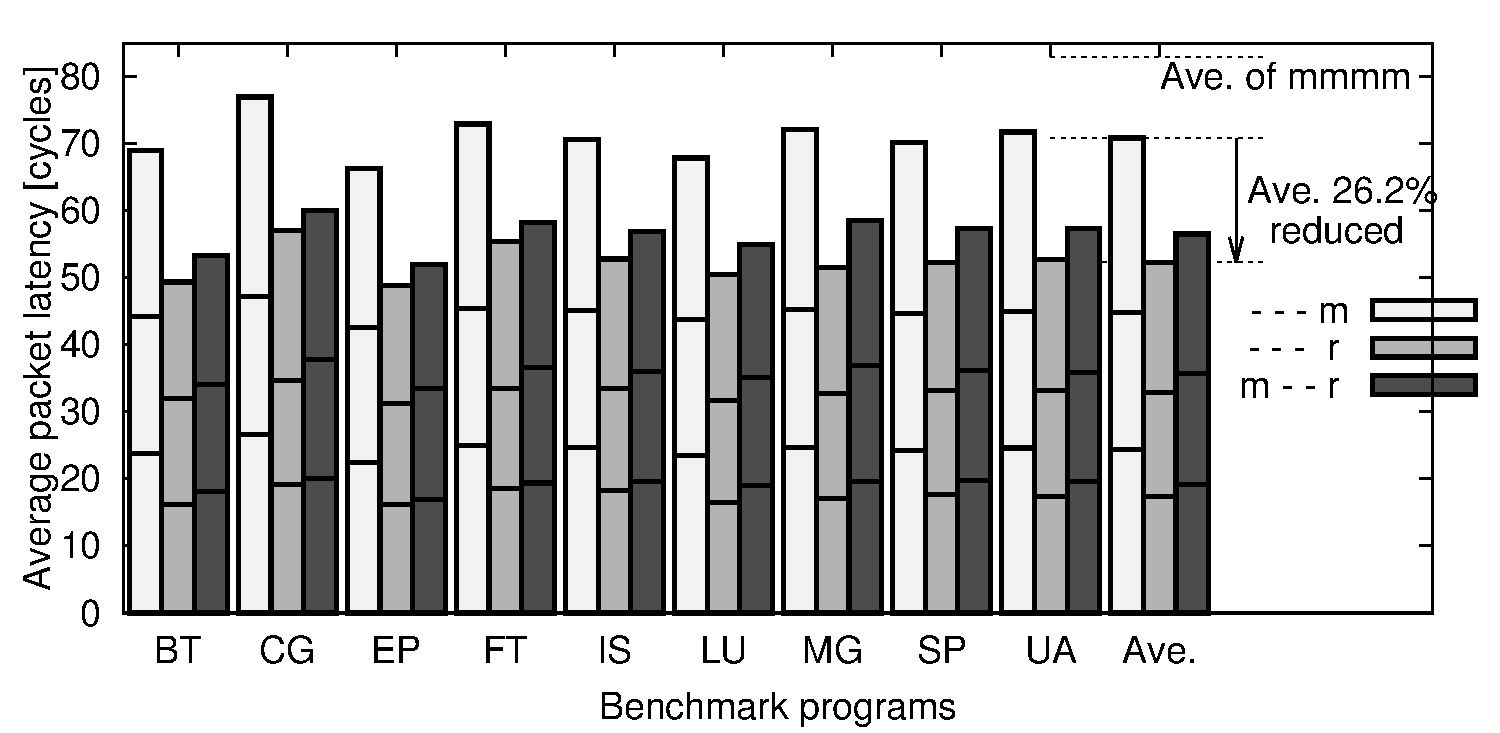 Average packet latency [cycles]
80
70
60
50
40
30
20
10
0
Ave. of mmmm
Ave. 26.2%
reduced
- - - m
- - - r
m - - r
BT CG EP FT IS LU MG SP UA Ave.
Benchmark programs